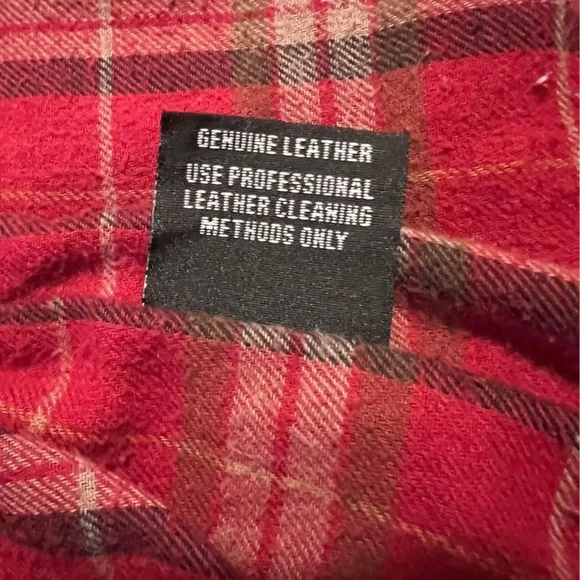 GENUINE LEATHER
USE PROFESSIONAL
LEATHER CLEANING
METHODS ONLY